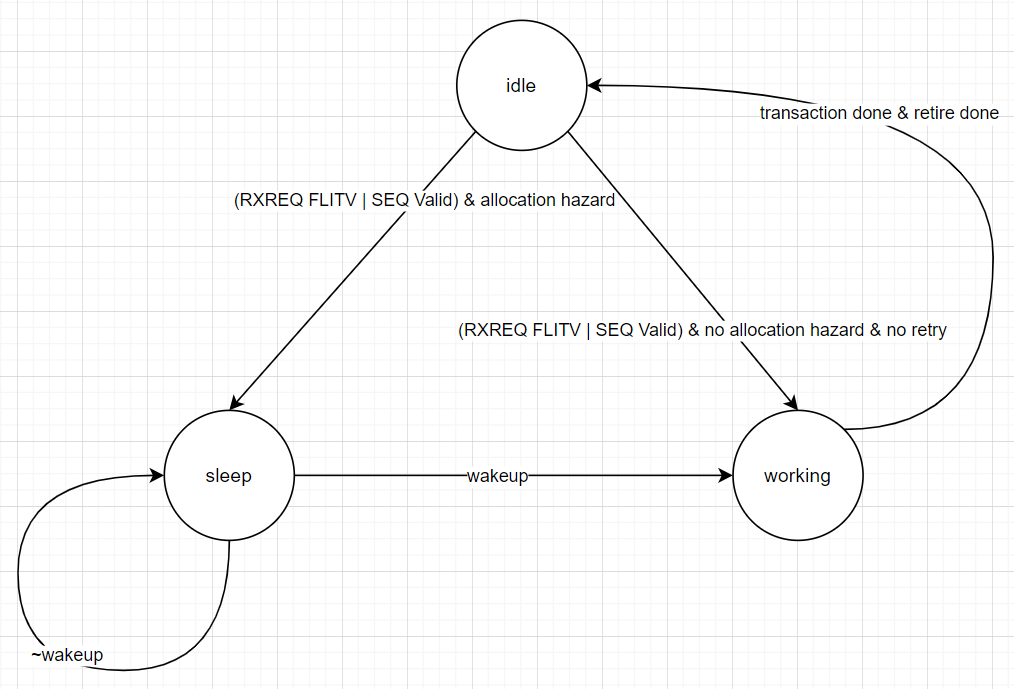 idle
transaction done & retire done
(RXREQ FLITV | SEQ Valid) & allocation hazard
(RXREQ FLITV | SEQ Valid) & no allocation hazard & no retry
sleep
wakeup
working
~wakeup